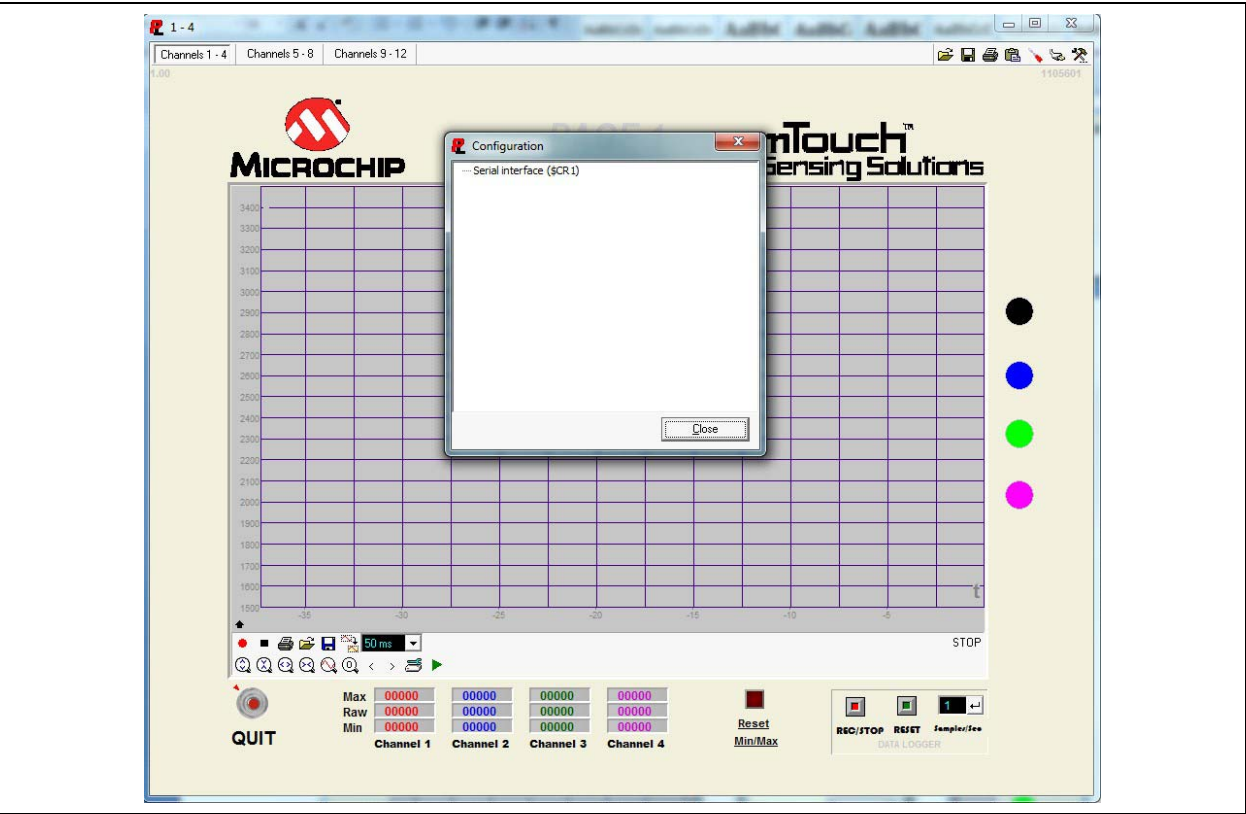 1 - 4
Channels 1 - 4 Channels 5 - 8 Channels 9 - 12
1.00 1105601
MICROCHIP
mTouch™
Sensing Solutions
Configuration
Serial interface ($CR1)
Close
3400
3300
3200
3100
3000
2900
2800
2700
2600
2500
2400
2300
2200
2100
2000
1900
1800
1700
1600
1500
t
-35 -30 -25 -20 -15 -10 -5
50 ms STOP
QUIT
Max 00000 00000 00000 00000
Raw 00000 00000 00000 00000
Min 00000 00000 00000 00000
Channel 1 Channel 2 Channel 3 Channel 4
Reset
Min/Max
1
REC/STOP RESET Samples/Sec
DATA LOGGER